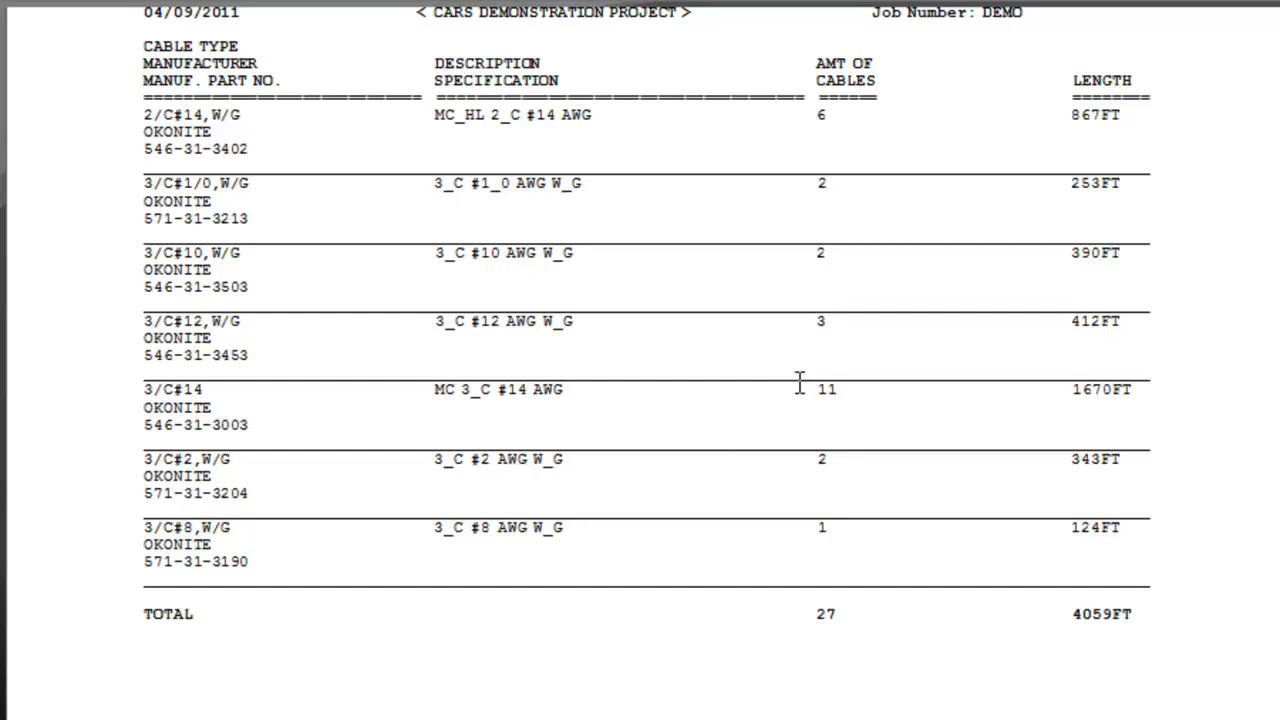 04/09/2011 < CARS DEMONSTRATION PROJECT > Job Number: DEMO
CABLE TYPE
MANUFACTURER DESCRIPTION AMT OF
MANUF. PART NO. SPECIFICATION CABLES LENGTH
2/C#14,W/G MC_HL 2_C #14 AWG 6 867FT
OKONITE
546-31-3402
3/C#1/0,W/G 3_C #1_0 AWG W_G 2 253FT
OKONITE
571-31-3213
3/C#10,W/G 3_C #10 AWG W_G 2 390FT
OKONITE
546-31-3503
3/C#12,W/G 3_C #12 AWG W_G 3 412FT
OKONITE
546-31-3453
3/C#14 MC 3_C #14 AWG 11 1670FT
OKONITE
546-31-3003
3/C#2,W/G 3_C #2 AWG W_G 2 343FT
OKONITE
571-31-3204
3/C#8,W/G 3_C #8 AWG W_G 1 124FT
OKONITE
571-31-3190
TOTAL 27 4059FT